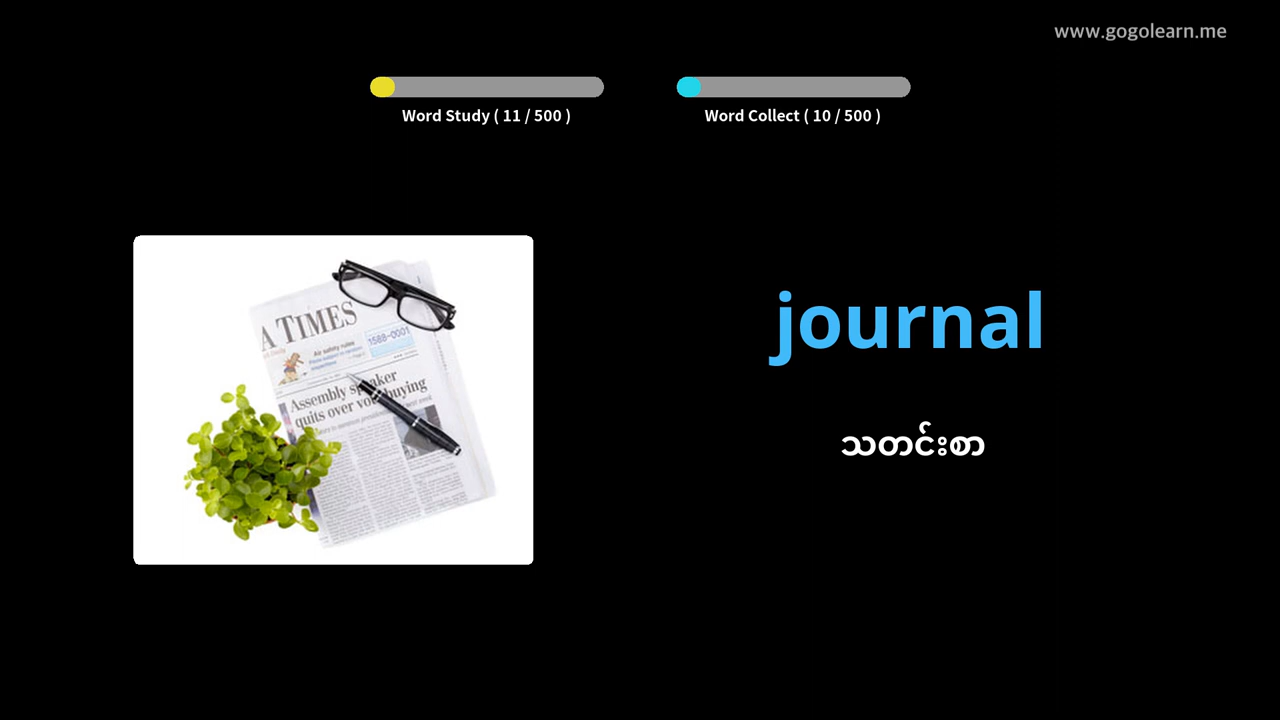 www.gogolearn.me
Word Study ( 11 / 500 )
Word Collect ( 10 / 500 )
A TIMES
1588-0001
Air safety rules
Assembly speaker
quits over vote buying
journal
သတင်းစာ